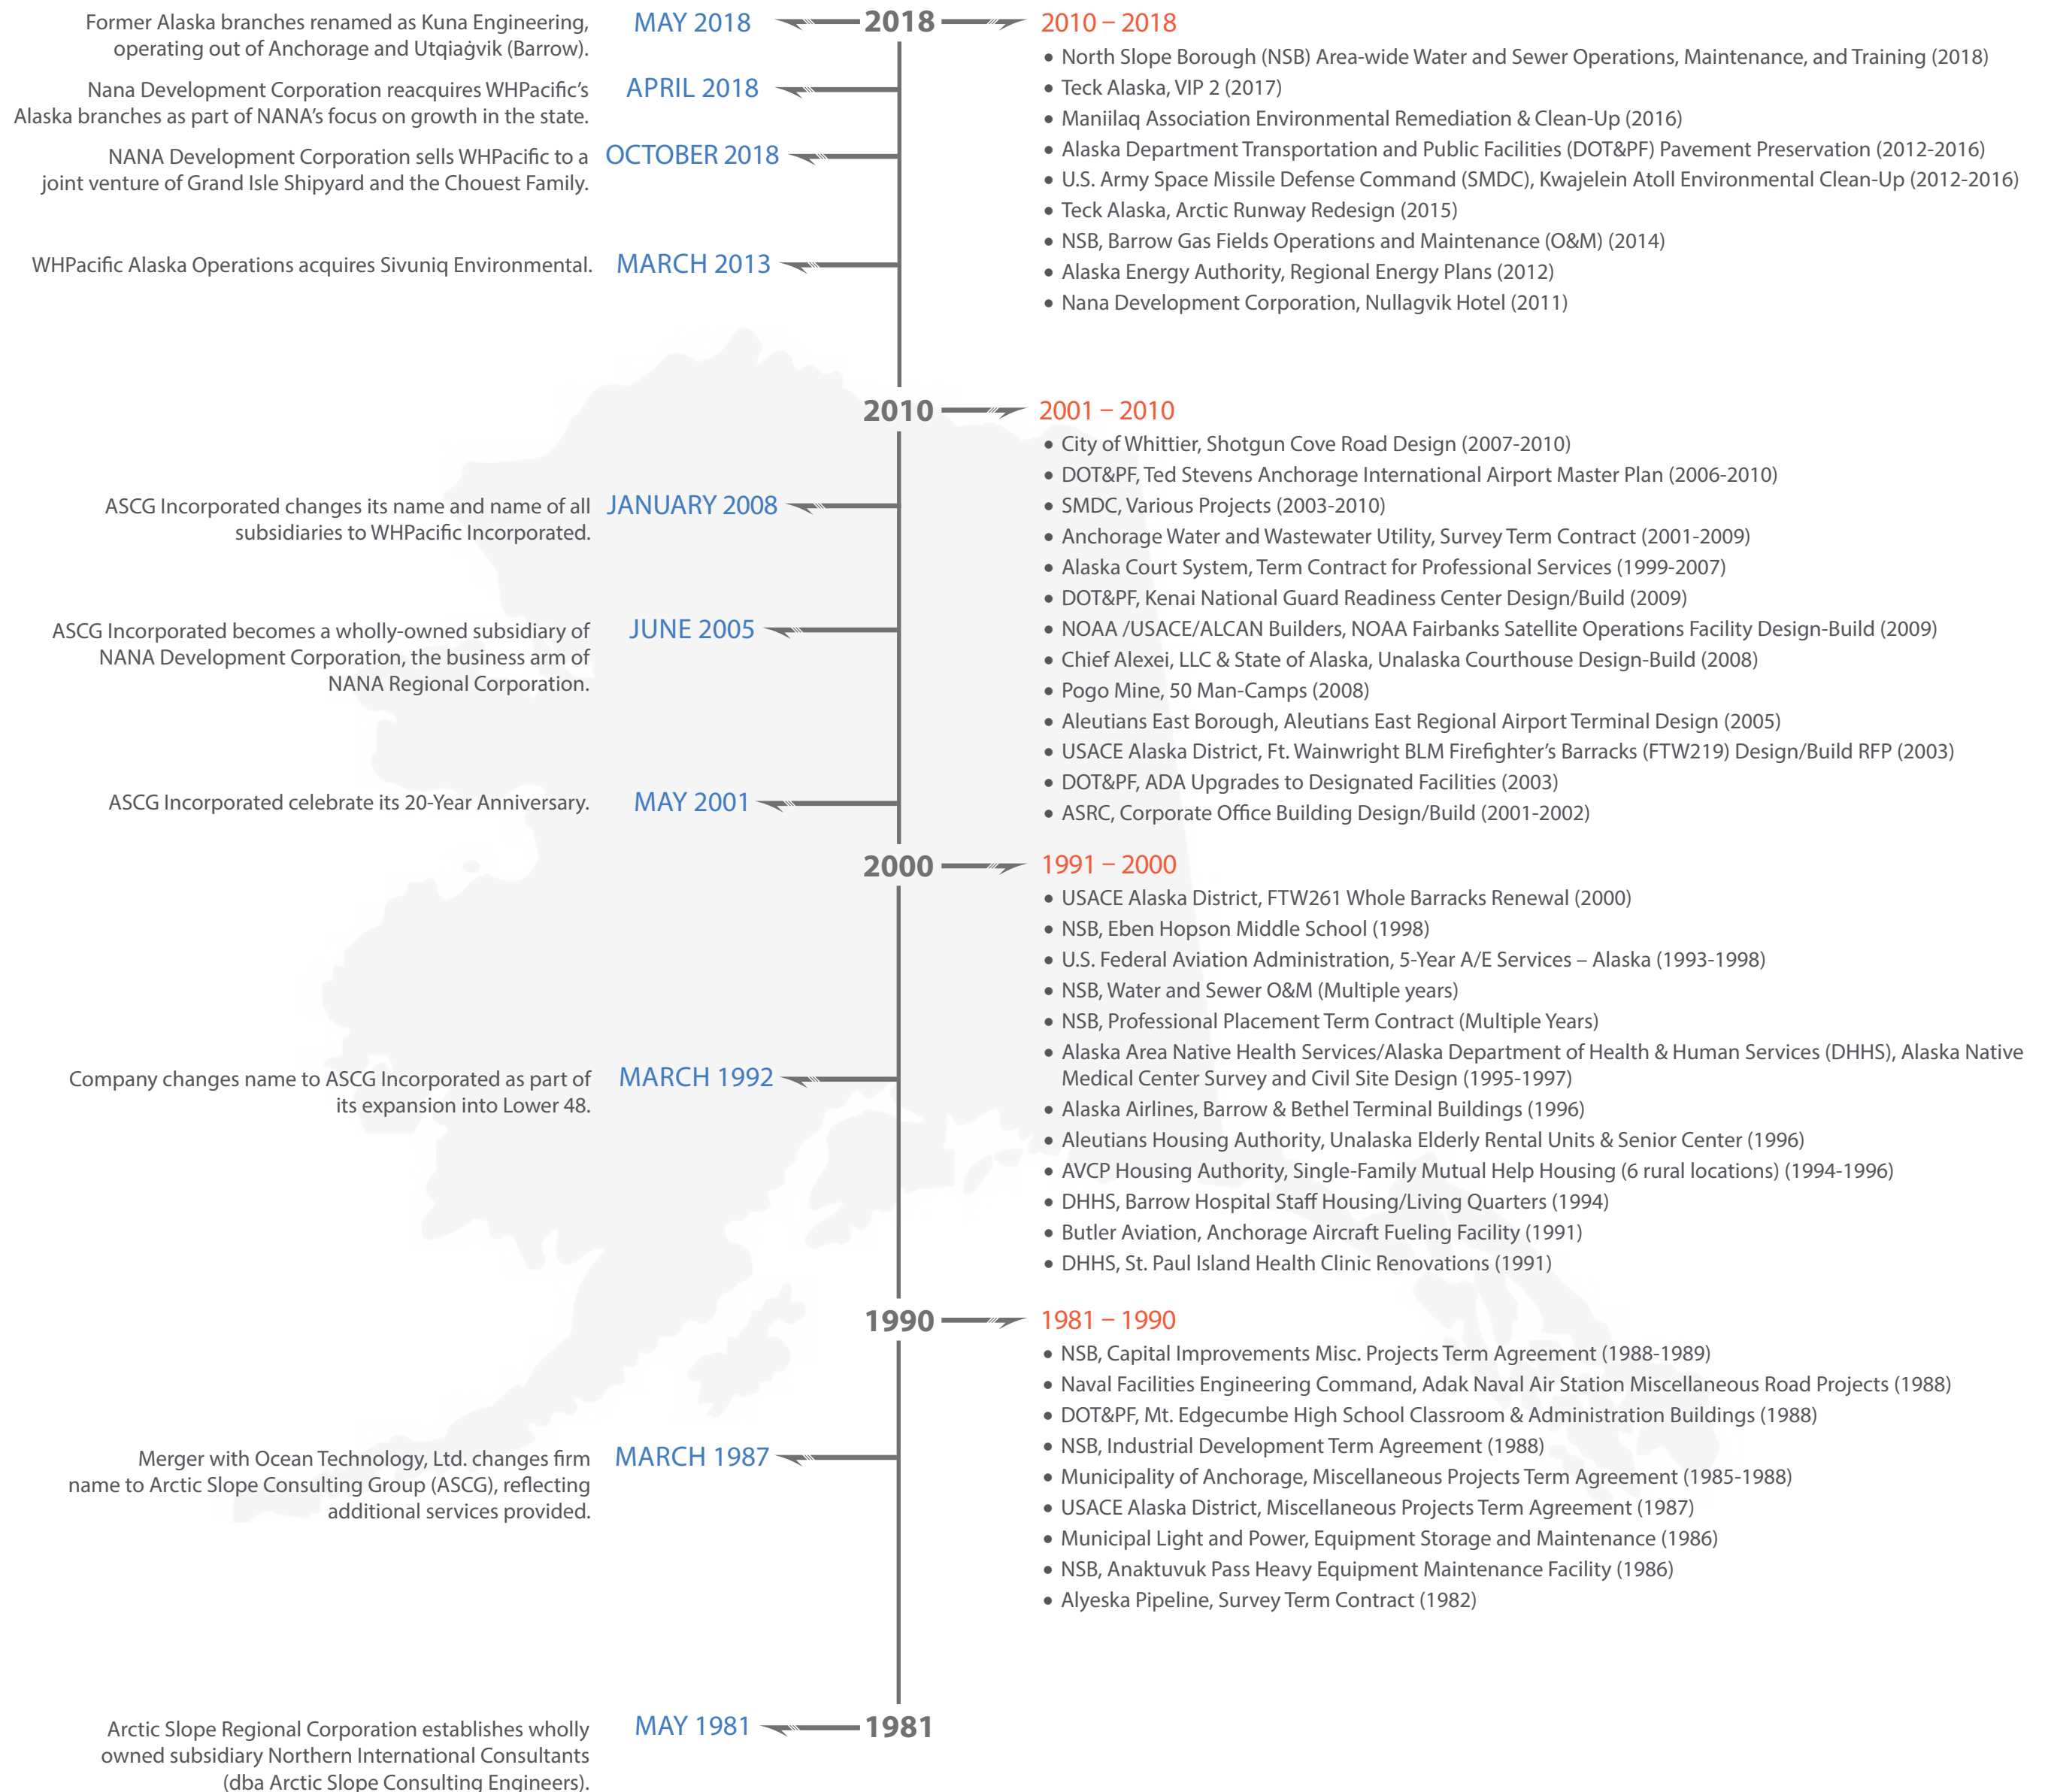 2018
MAY 2018
Former Alaska branches renamed as Kuna Engineering,
operating out of Anchorage and Utqiaġvik (Barrow).
APRIL 2018
Nana Development Corporation reacquires WHPacific's
Alaska branches as part of NANA's focus on growth in the state.
OCTOBER 2018
NANA Development Corporation sells WHPacific to a
joint venture of Grand Isle Shipyard and the Chouest Family.
MARCH 2013
WHPacific Alaska Operations acquires Sivuniq Environmental.
2010 – 2018
• North Slope Borough (NSB) Area-wide Water and Sewer Operations, Maintenance, and Training (2018)
• Teck Alaska, VIP 2 (2017)
• Maniilaq Association Environmental Remediation & Clean-Up (2016)
• Alaska Department Transportation and Public Facilities (DOT&PF) Pavement Preservation (2012-2016)
• U.S. Army Space Missile Defense Command (SMDC), Kwajelein Atoll Environmental Clean-Up (2012-2016)
• Teck Alaska, Arctic Runway Redesign (2015)
• NSB, Barrow Gas Fields Operations and Maintenance (O&M) (2014)
• Alaska Energy Authority, Regional Energy Plans (2012)
• Nana Development Corporation, Nullagvik Hotel (2011)
2010
JANUARY 2008
ASCG Incorporated changes its name and name of all
subsidiaries to WHPacific Incorporated.
JUNE 2005
ASCG Incorporated becomes a wholly-owned subsidiary of
NANA Development Corporation, the business arm of
NANA Regional Corporation.
MAY 2001
ASCG Incorporated celebrate its 20-Year Anniversary.
2001 – 2010
• City of Whittier, Shotgun Cove Road Design (2007-2010)
• DOT&PF, Ted Stevens Anchorage International Airport Master Plan (2006-2010)
• SMDC, Various Projects (2003-2010)
• Anchorage Water and Wastewater Utility, Survey Term Contract (2001-2009)
• Alaska Court System, Term Contract for Professional Services (1999-2007)
• DOT&PF, Kenai National Guard Readiness Center Design/Build (2009)
• NOAA /USACE/ALCAN Builders, NOAA Fairbanks Satellite Operations Facility Design-Build (2009)
• Chief Alexei, LLC & State of Alaska, Unalaska Courthouse Design-Build (2008)
• Pogo Mine, 50 Man-Camps (2008)
• Aleutians East Borough, Aleutians East Regional Airport Terminal Design (2005)
• USACE Alaska District, Ft. Wainwright BLM Firefighter's Barracks (FTW219) Design/Build RFP (2003)
• DOT&PF, ADA Upgrades to Designated Facilities (2003)
• ASRC, Corporate Office Building Design/Build (2001-2002)
2000
MARCH 1992
Company changes name to ASCG Incorporated as part of
its expansion into Lower 48.
1991 – 2000
• USACE Alaska District, FTW261 Whole Barracks Renewal (2000)
• NSB, Eben Hopson Middle School (1998)
• U.S. Federal Aviation Administration, 5-Year A/E Services – Alaska (1993-1998)
• NSB, Water and Sewer O&M (Multiple years)
• NSB, Professional Placement Term Contract (Multiple Years)
• Alaska Area Native Health Services/Alaska Department of Health & Human Services (DHHS), Alaska Native
Medical Center Survey and Civil Site Design (1995-1997)
• Alaska Airlines, Barrow & Bethel Terminal Buildings (1996)
• Aleutians Housing Authority, Unalaska Elderly Rental Units & Senior Center (1996)
• AVCP Housing Authority, Single-Family Mutual Help Housing (6 rural locations) (1994-1996)
• DHHS, Barrow Hospital Staff Housing/Living Quarters (1994)
• Butler Aviation, Anchorage Aircraft Fueling Facility (1991)
• DHHS, St. Paul Island Health Clinic Renovations (1991)
1990
MARCH 1987
Merger with Ocean Technology, Ltd. changes firm
name to Arctic Slope Consulting Group (ASCG), reflecting
additional services provided.
1981 – 1990
• NSB, Capital Improvements Misc. Projects Term Agreement (1988-1989)
• Naval Facilities Engineering Command, Adak Naval Air Station Miscellaneous Road Projects (1988)
• DOT&PF, Mt. Edgecumbe High School Classroom & Administration Buildings (1988)
• NSB, Industrial Development Term Agreement (1988)
• Municipality of Anchorage, Miscellaneous Projects Term Agreement (1985-1988)
• USACE Alaska District, Miscellaneous Projects Term Agreement (1987)
• Municipal Light and Power, Equipment Storage and Maintenance (1986)
• NSB, Anaktuvuk Pass Heavy Equipment Maintenance Facility (1986)
• Alyeska Pipeline, Survey Term Contract (1982)
1981
MAY 1981
Arctic Slope Regional Corporation establishes wholly
owned subsidiary Northern International Consultants
(dba Arctic Slope Consulting Engineers).